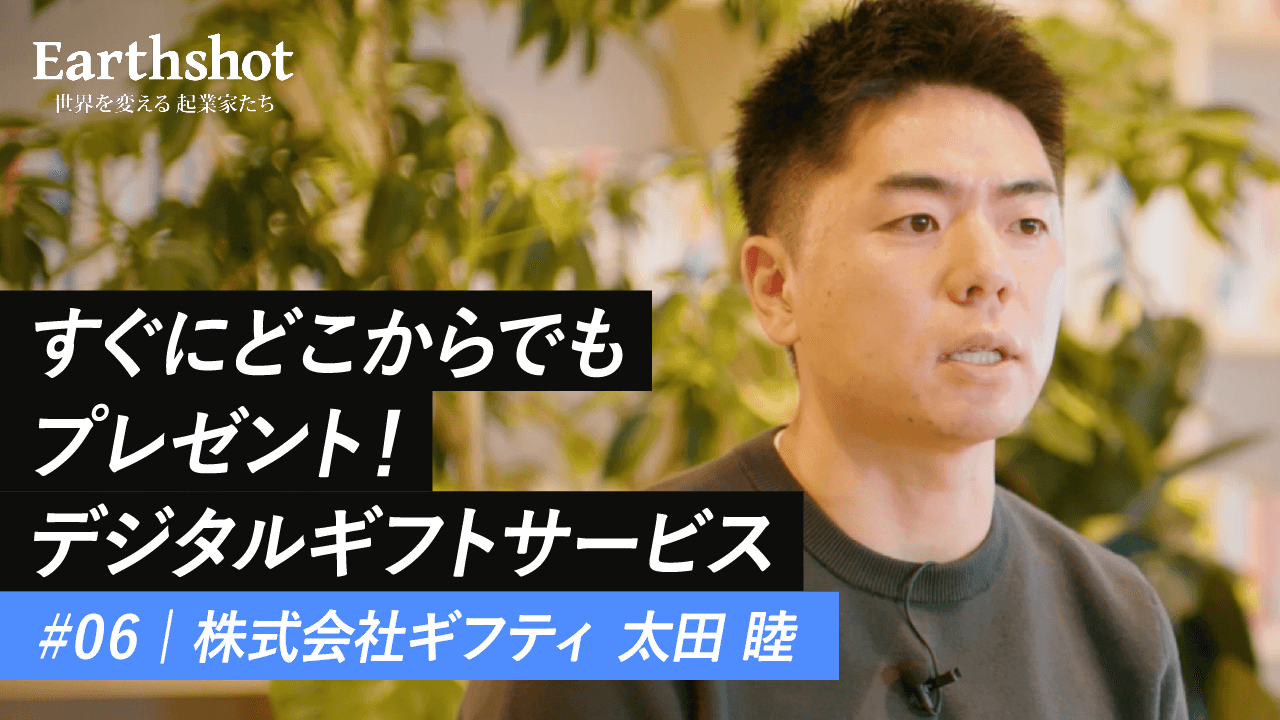 Earthshot
世界を変える 起業家たち
すぐにどこからでも
プレゼント！
デジタルギフトサービス
#06｜株式会社ギフティ 太田 睦